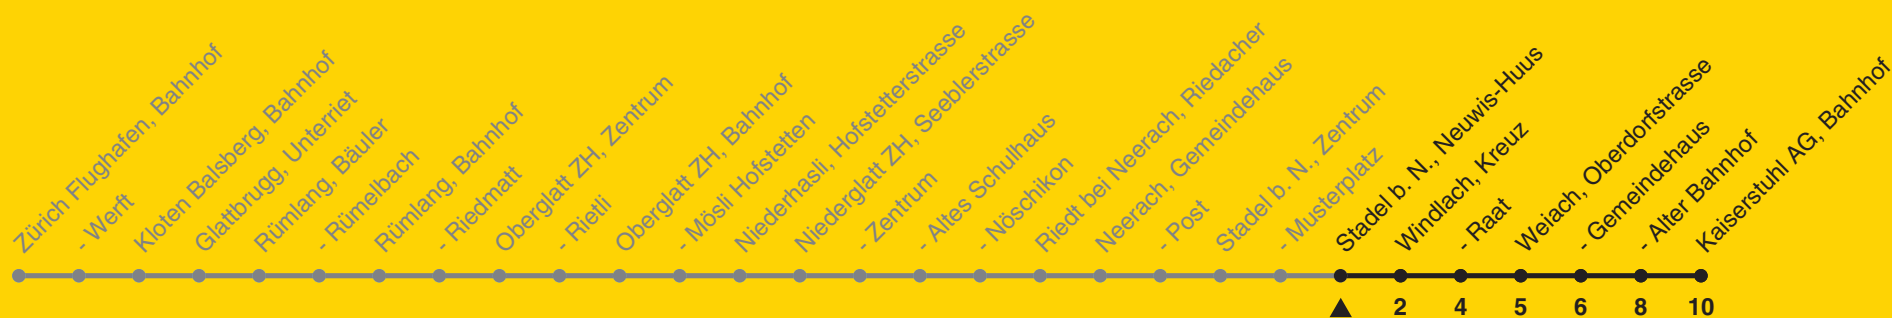 Zürich Flughafen, Bahnhof
- Werft
Kloten Balsberg, Bahnhof
Glattbrugg, Unterriet
Rümlang, Bäuler
- Rümelbach
Rümlang, Bahnhof
- Riedmatt
Oberglatt ZH, Zentrum
- Rietli
Oberglatt ZH, Bahnhof
- Mösli Hofstetten
Niederhasli, Hofstetterstrasse
Niederglatt ZH, Seeblerstrasse
- Zentrum
- Altes Schulhaus
- Nöschikon
Riedt bei Neerach, Riedacher
Neerach, Gemeindehaus
- Post
Stadel b. N., Zentrum
- Musterplatz
Stadel b. N., Neuwis-Huus
Windlach, Kreuz
- Raat
Weiach, Oberdorfstrasse
- Gemeindehaus
- Alter Bahnhof
Kaiserstuhl AG, Bahnhof
2 4 5 6 8 10